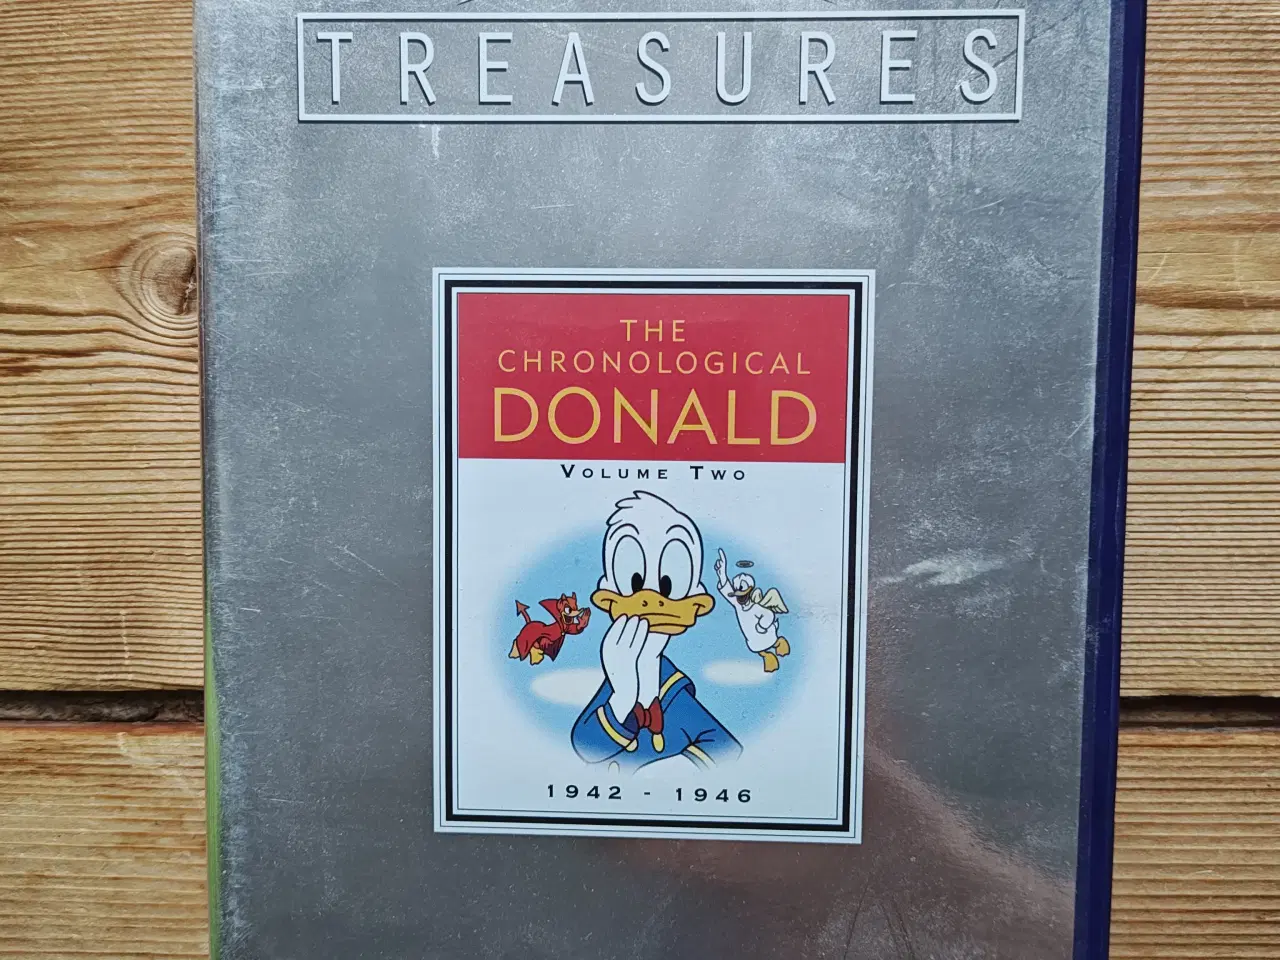 TREASURES
THE
CHRONOLOGICAL
DONALD
VOLUME TWO
1942 - 1946